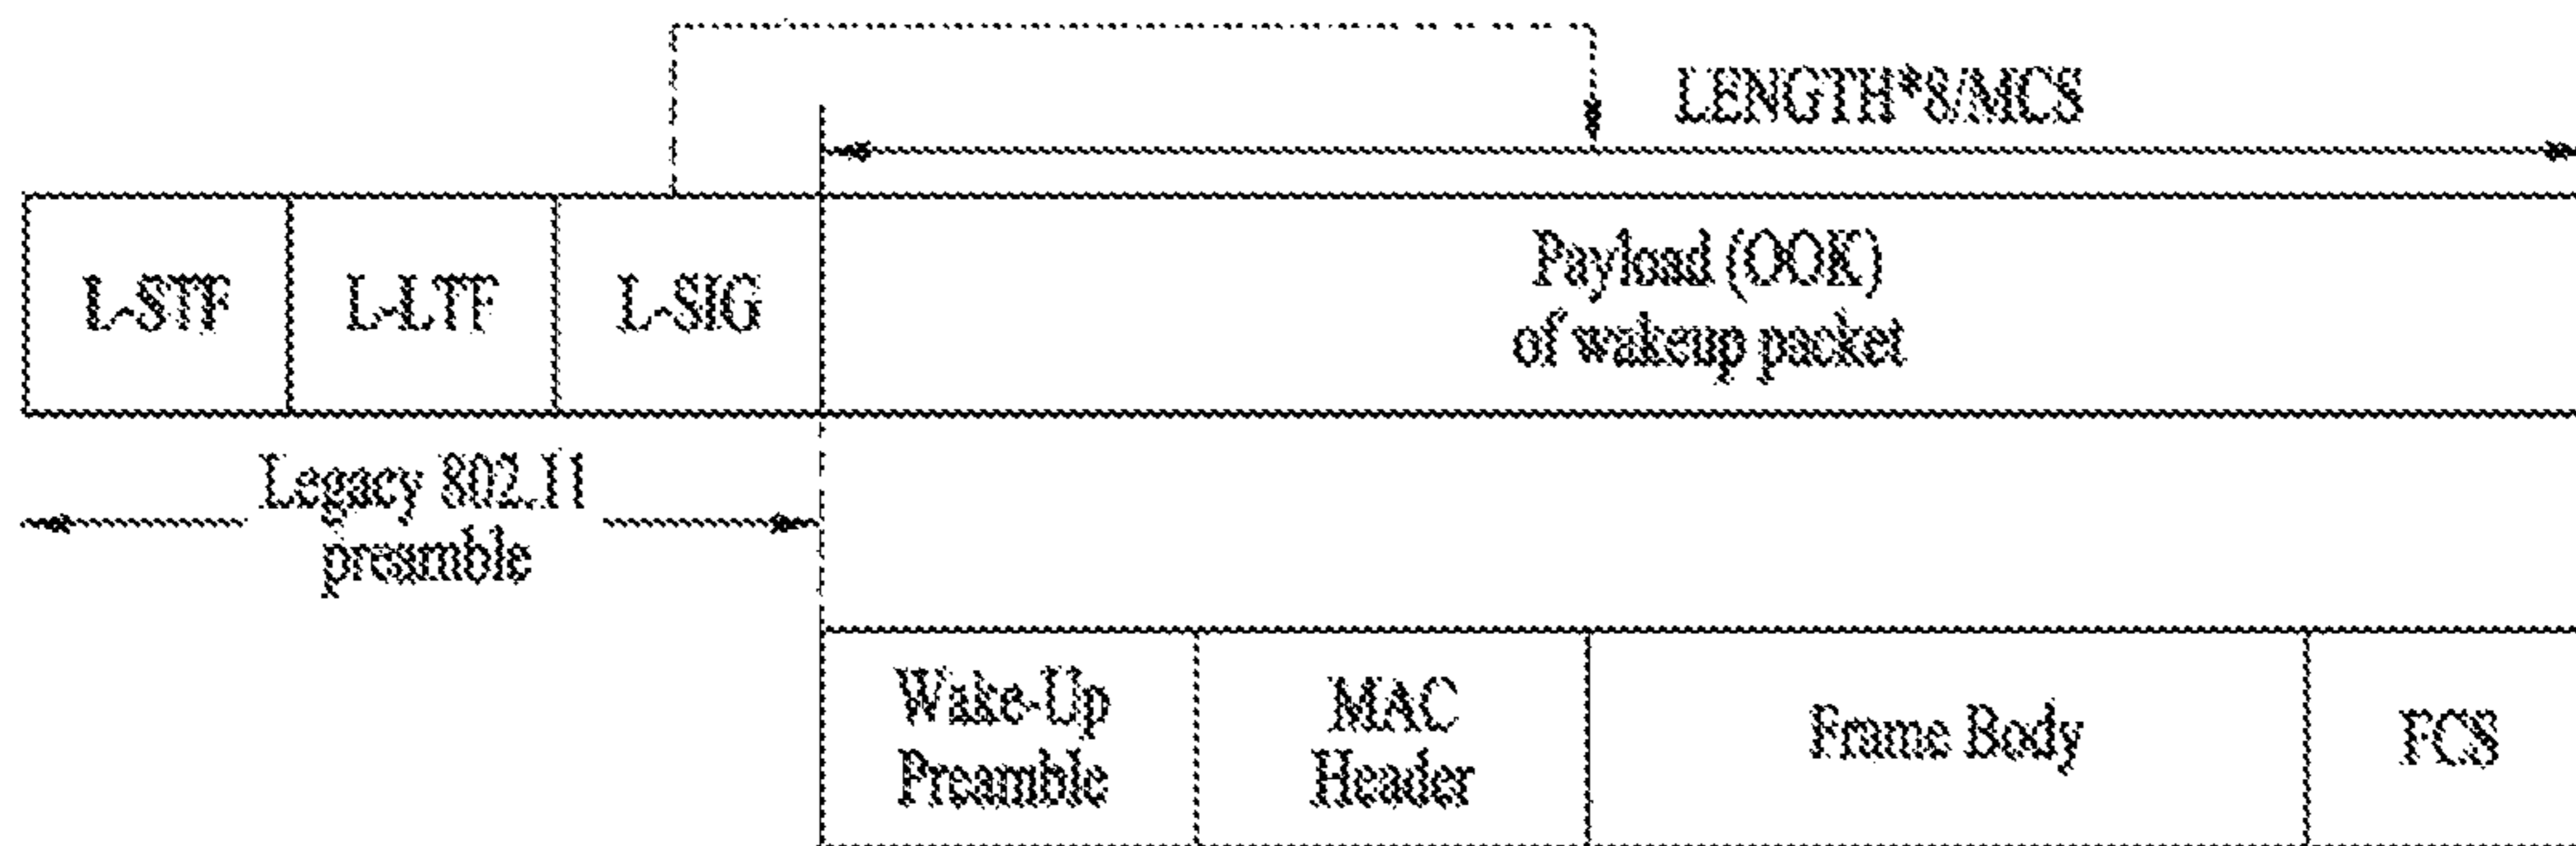 LENGTH*8/MCS
L-STF
L-LTF
L-SIG
Payload (OOK)
of wakeup packet
Legacy 802.11
preamble
Wake-Up
Preamble
MAC
Header
Frame Body
FCS